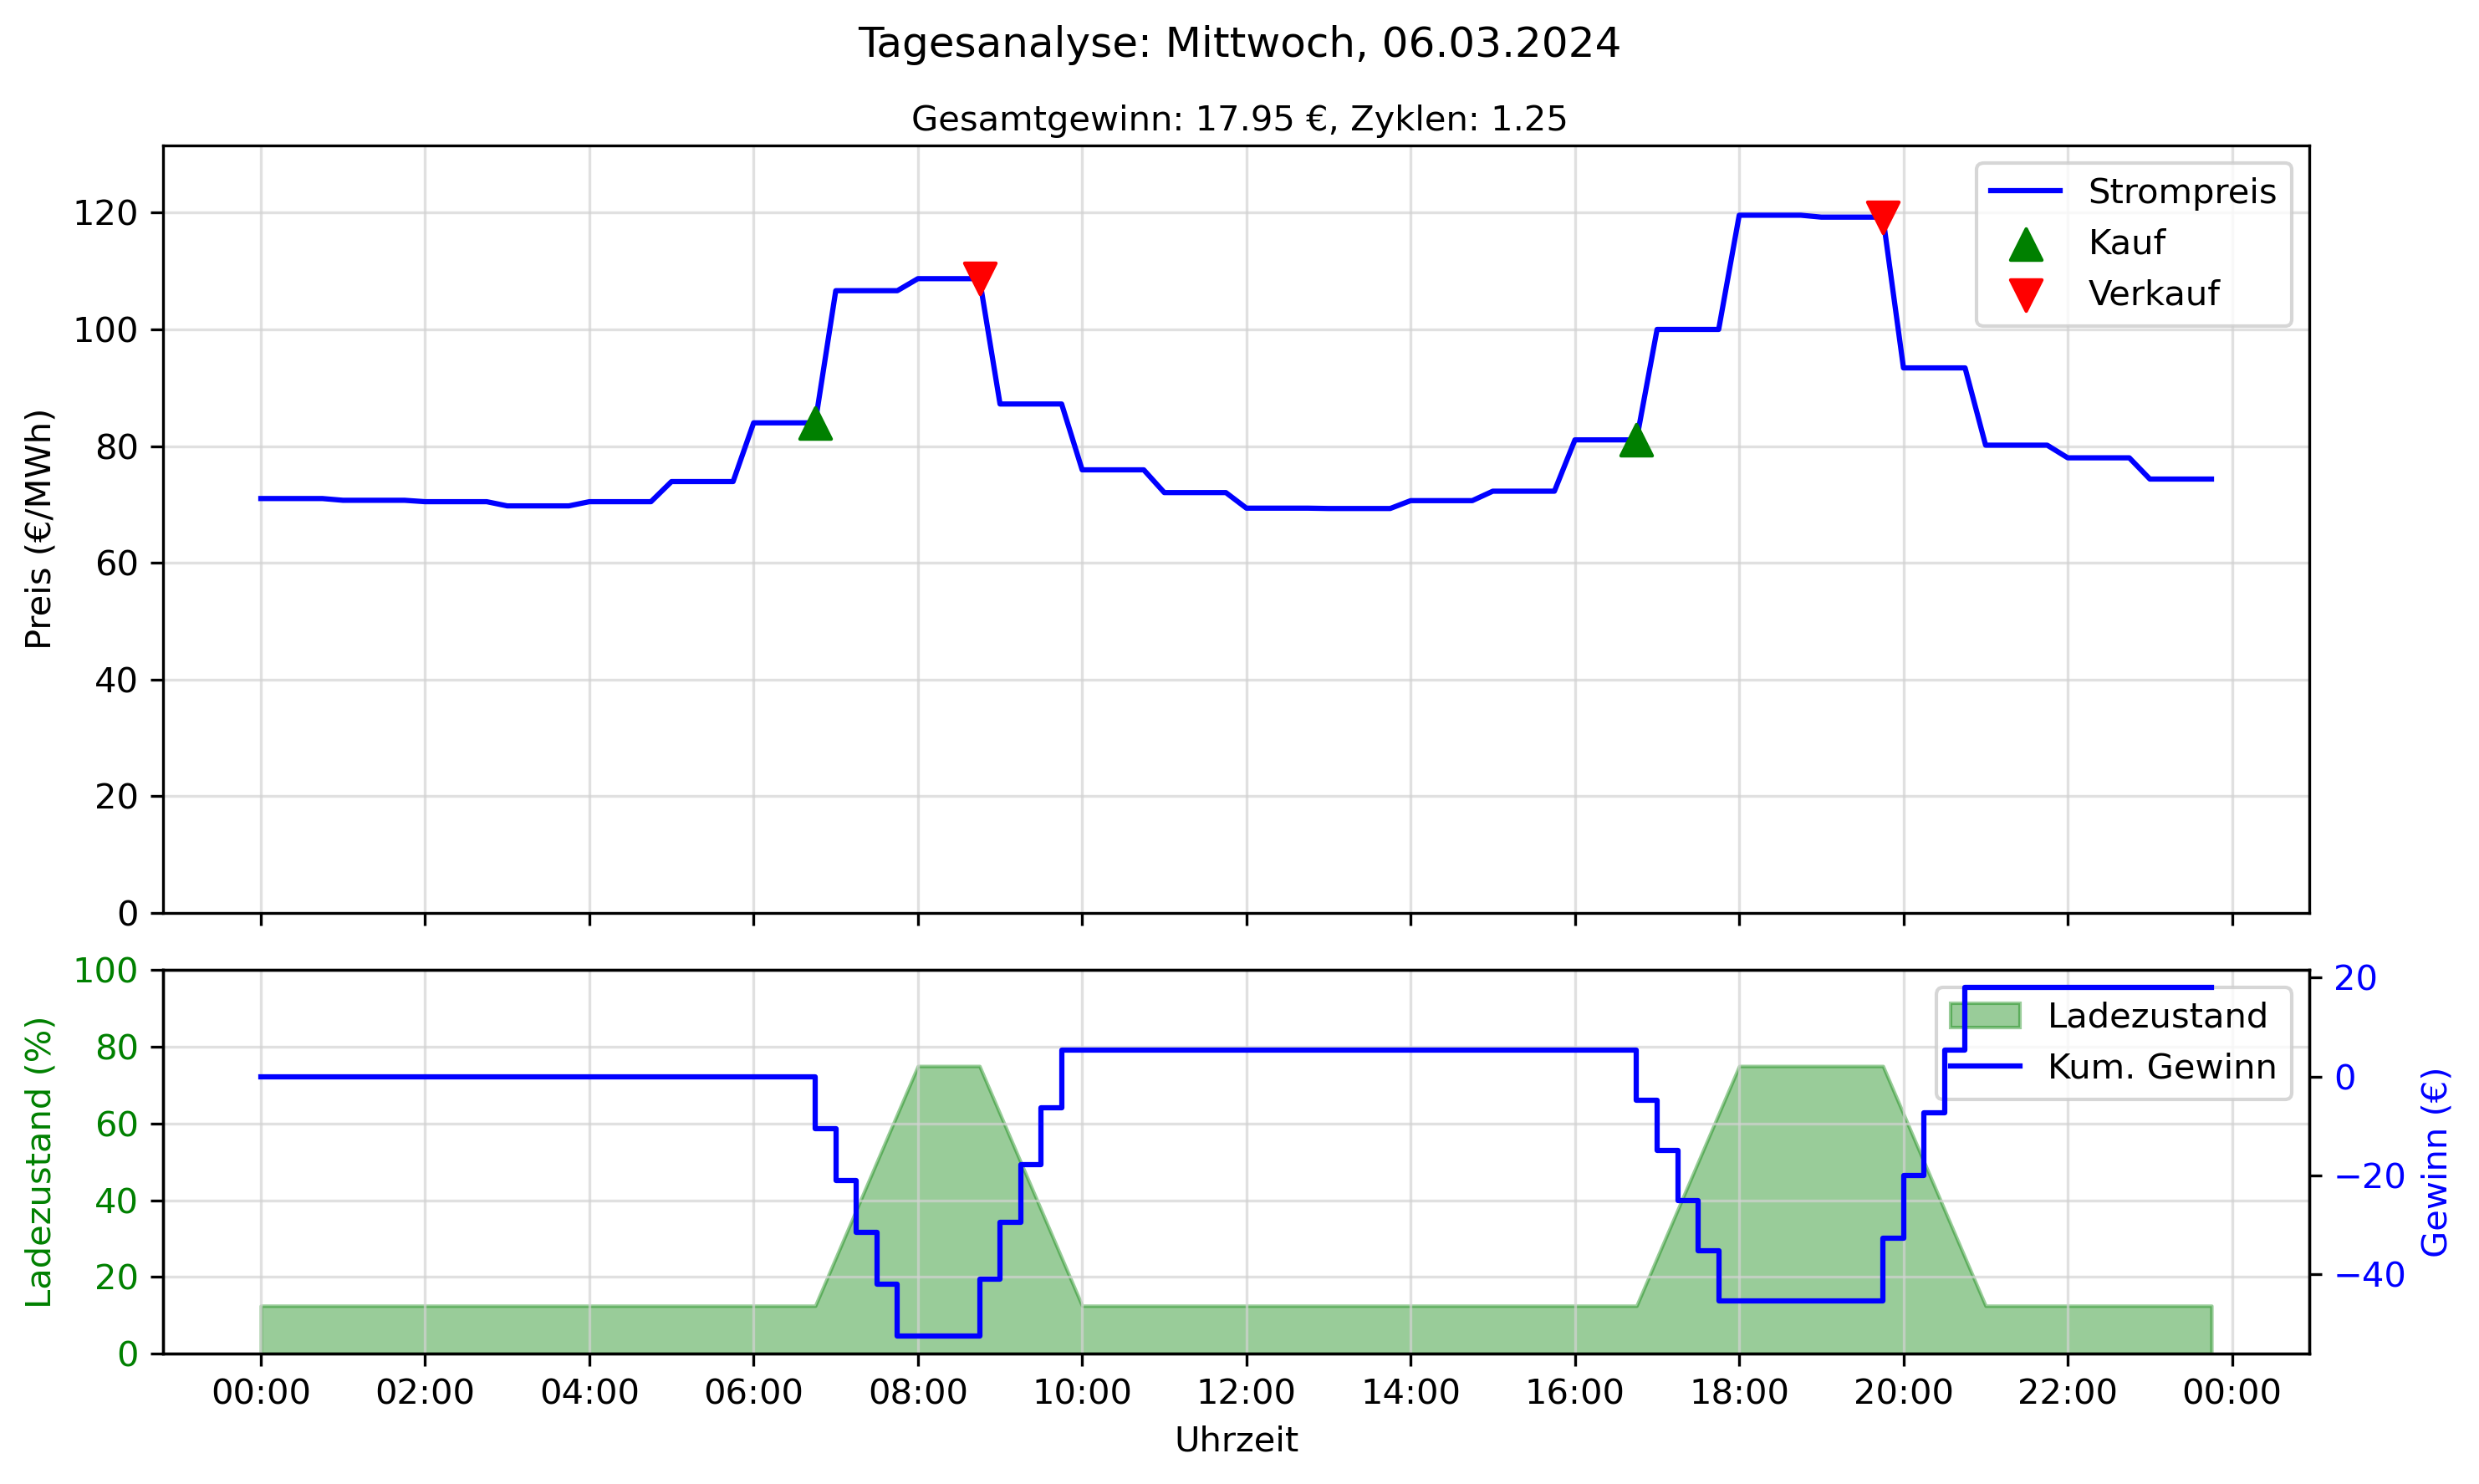 Tagesanalyse: Mittwoch, 06.03.2024
Gesamtgewinn: 17.95 €, Zyklen: 1.25
Preis (€/MWh)
120
100
80
60
40
20
0
Strompreis
Kauf
Verkauf
Ladezustand (%)
100
80
60
40
20
0
Ladezustand
Kum. Gewinn
20
0
−20
−40
Gewinn (€)
00:00 02:00 04:00 06:00 08:00 10:00 12:00 14:00 16:00 18:00 20:00 22:00 00:00
Uhrzeit